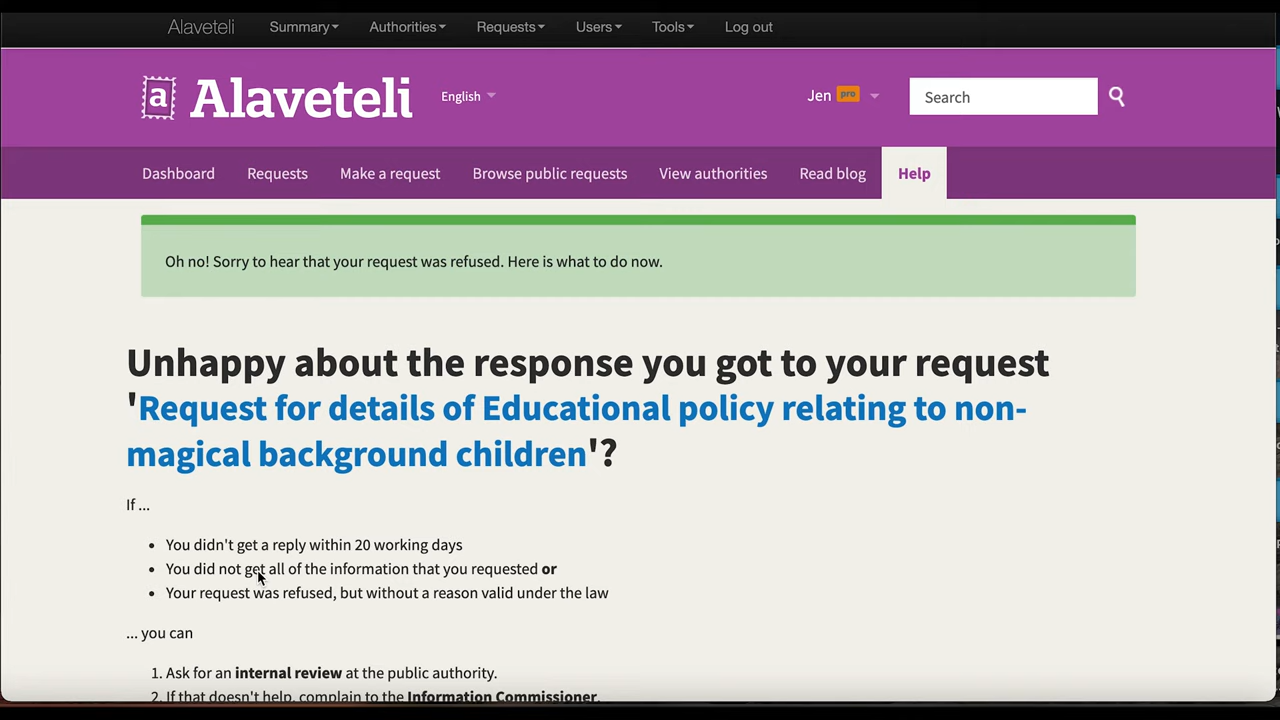 Alaveteli Summary Authorities Requests Users Tools Log out
a Alaveteli English Jen pro Search
Dashboard Requests Make a request Browse public requests View authorities Read blog Help
Oh no! Sorry to hear that your request was refused. Here is what to do now.
Unhappy about the response you got to your request
'Request for details of Educational policy relating to non-
magical background children'?
If ...
• You didn't get a reply within 20 working days
• You did not get all of the information that you requested or
• Your request was refused, but without a reason valid under the law
... you can
1. Ask for an internal review at the public authority.
2. If that doesn't help, complain to the Information Commissioner.